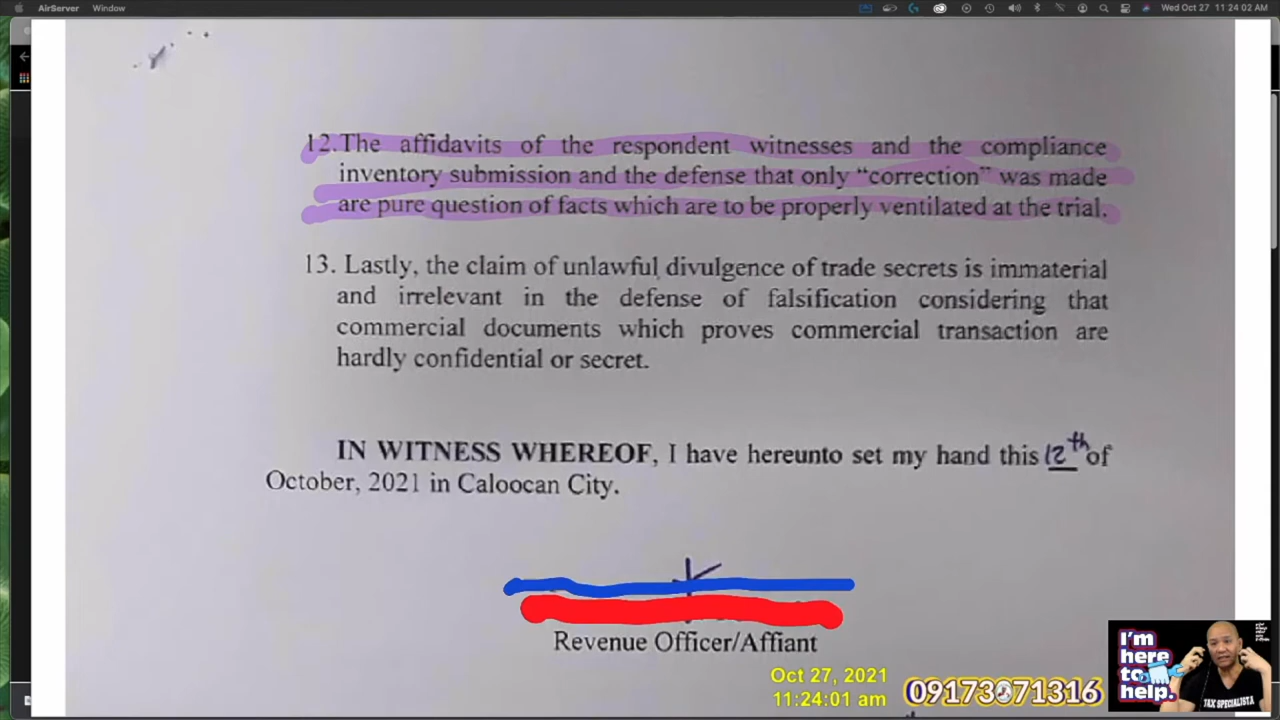 AirServer Window Wed Oct 27 11:24:02 AM
12.The affidavits of the respondent witnesses and the compliance
inventory submission and the defense that only “correction” was made
are pure question of facts which are to be properly ventilated at the trial.
13. Lastly, the claim of unlawful divulgence of trade secrets is immaterial
and irrelevant in the defense of falsification considering that
commercial documents which proves commercial transaction are
hardly confidential or secret.
IN WITNESS WHEREOF, I have hereunto set my hand this 12th of
October, 2021 in Caloocan City.
Revenue Officer/Affiant
Oct 27, 2021
11:24:01 am
09173071316
I'm
here
to
help.
TAX SPECIALISTA